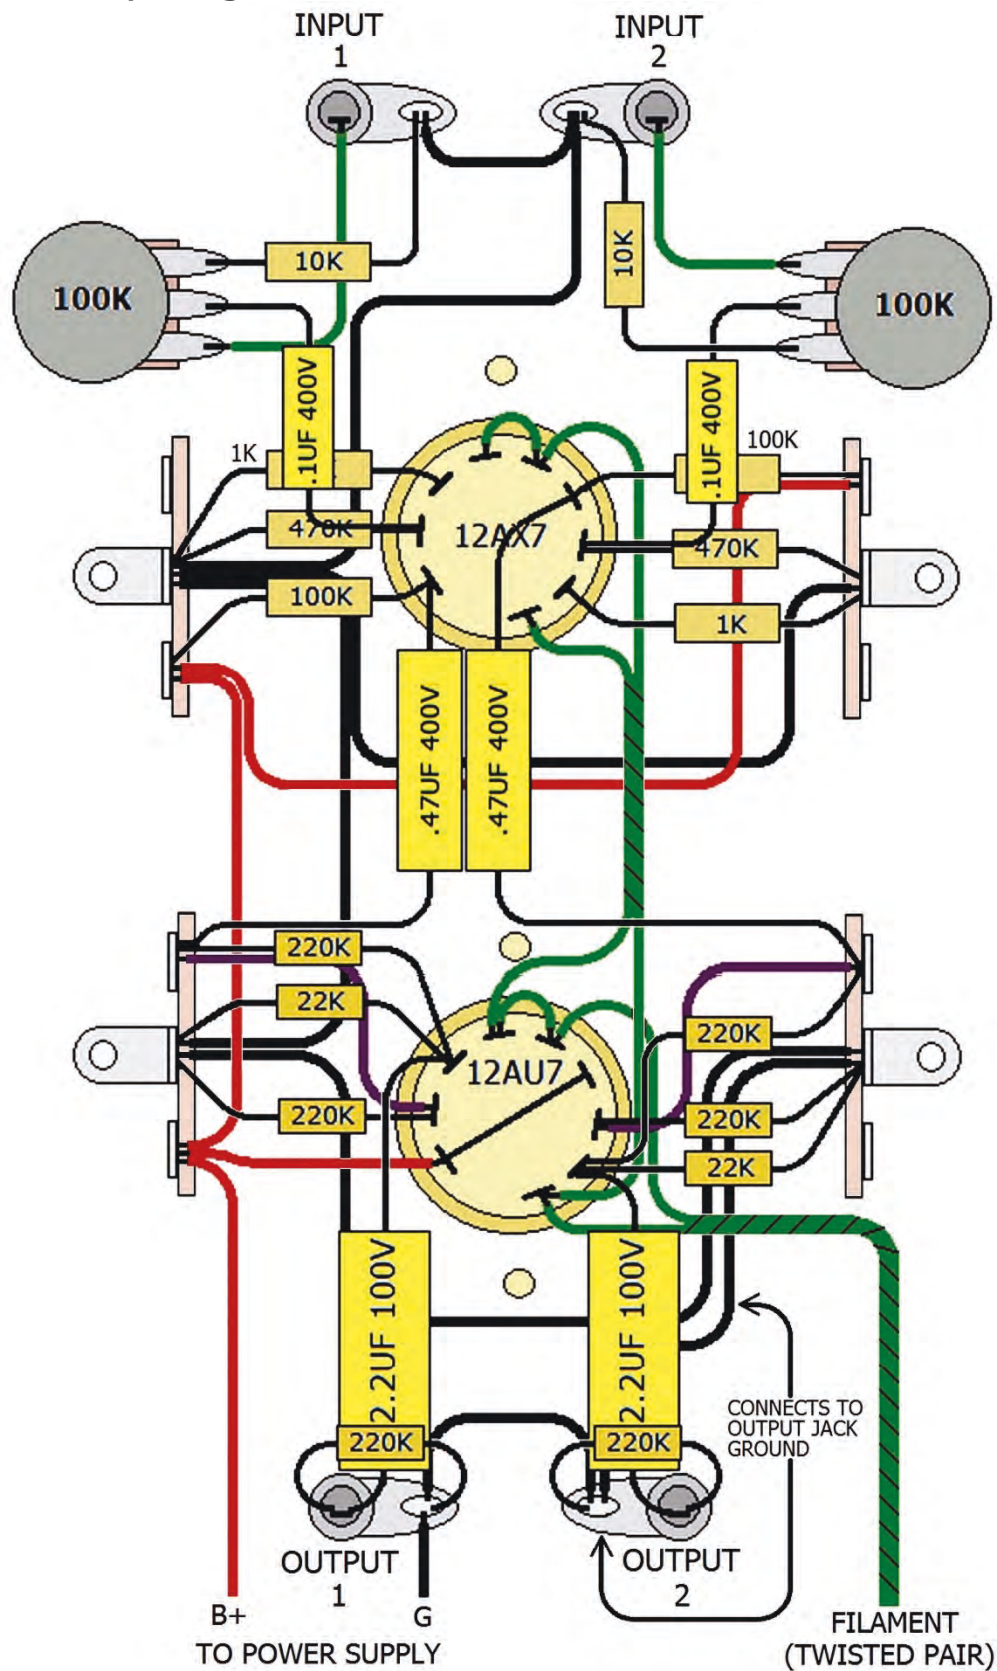 INPUT
1
INPUT
2
10K
10K
100K
100K
.1UF 400V
.1UF 400V
1K
100K
12AX7
470K
470K
100K
1K
.47UF 400V
.47UF 400V
220K
22K
12AU7
220K
220K
220K
22K
2.2UF 100V
2.2UF 100V
CONNECTS TO
OUTPUT JACK
GROUND
220K
220K
OUTPUT
1
OUTPUT
2
B+
G
TO POWER SUPPLY
FILAMENT
(TWISTED PAIR)